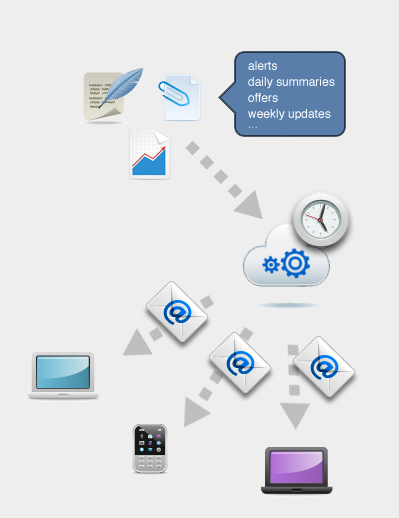 alerts
daily summaries
offers
weekly updates
...